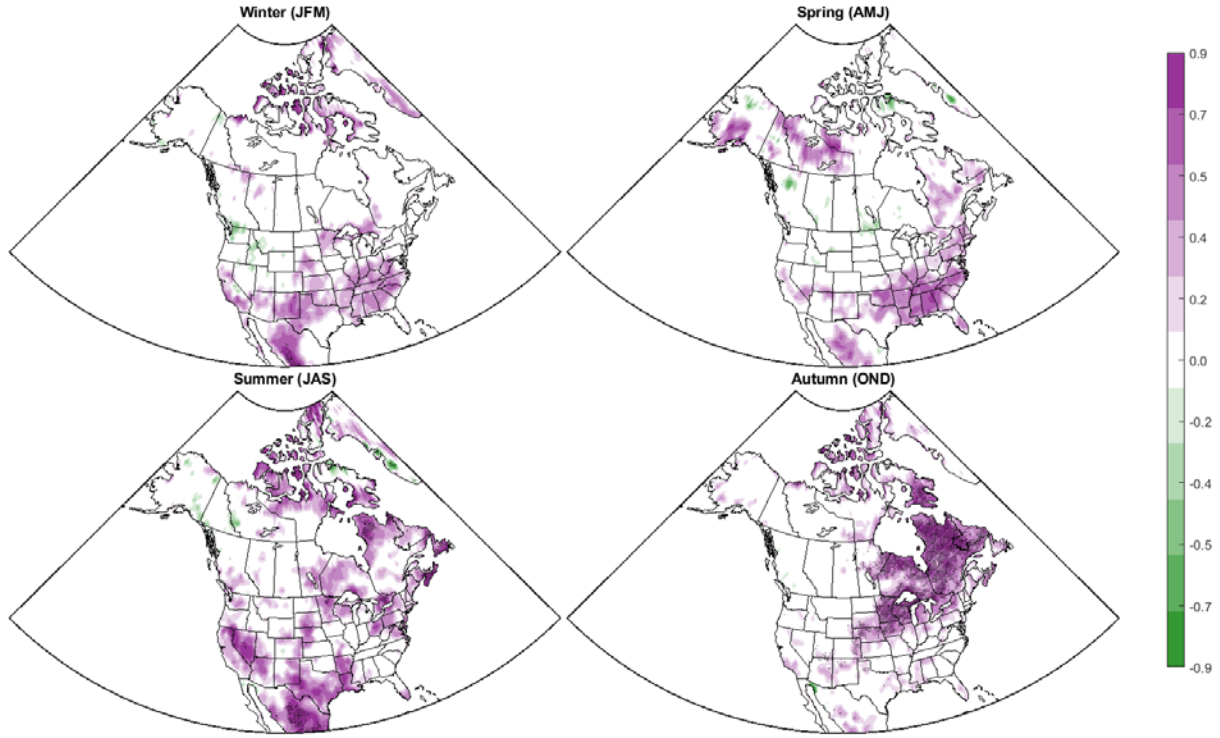 Winter (JFM)
Spring (AMJ)
Summer (JAS)
Autumn (OND)
0.9
0.7
0.5
0.4
0.2
0.0
-0.2
-0.4
-0.5
-0.7
-0.9